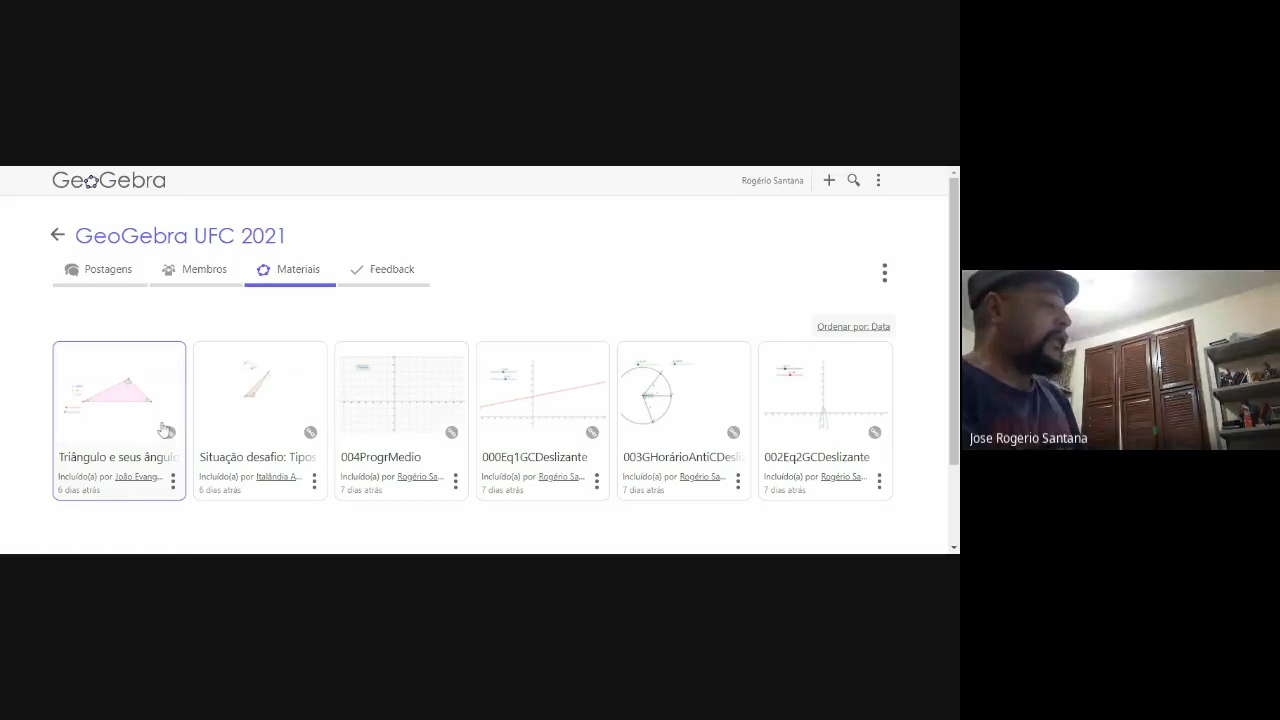 GeoGebra
Rogério Santana
GeoGebra UFC 2021
Postagens
Membros
Materiais
Feedback
Ordenar por: Data
Triângulo e seus ângulo
Incluído(a) por João Evang...
6 dias atrás
Situação desafio: Tipos
Incluído(a) por Italândia A...
6 dias atrás
004ProgrMedio
Incluído(a) por Rogério Sa...
7 dias atrás
000Eq1GCDeslizante
Incluído(a) por Rogério Sa...
7 dias atrás
003GHorárioAntiCDesliz
Incluído(a) por Rogério Sa...
7 dias atrás
002Eq2GCDeslizante
Incluído(a) por Rogério Sa...
7 dias atrás
Jose Rogerio Santana